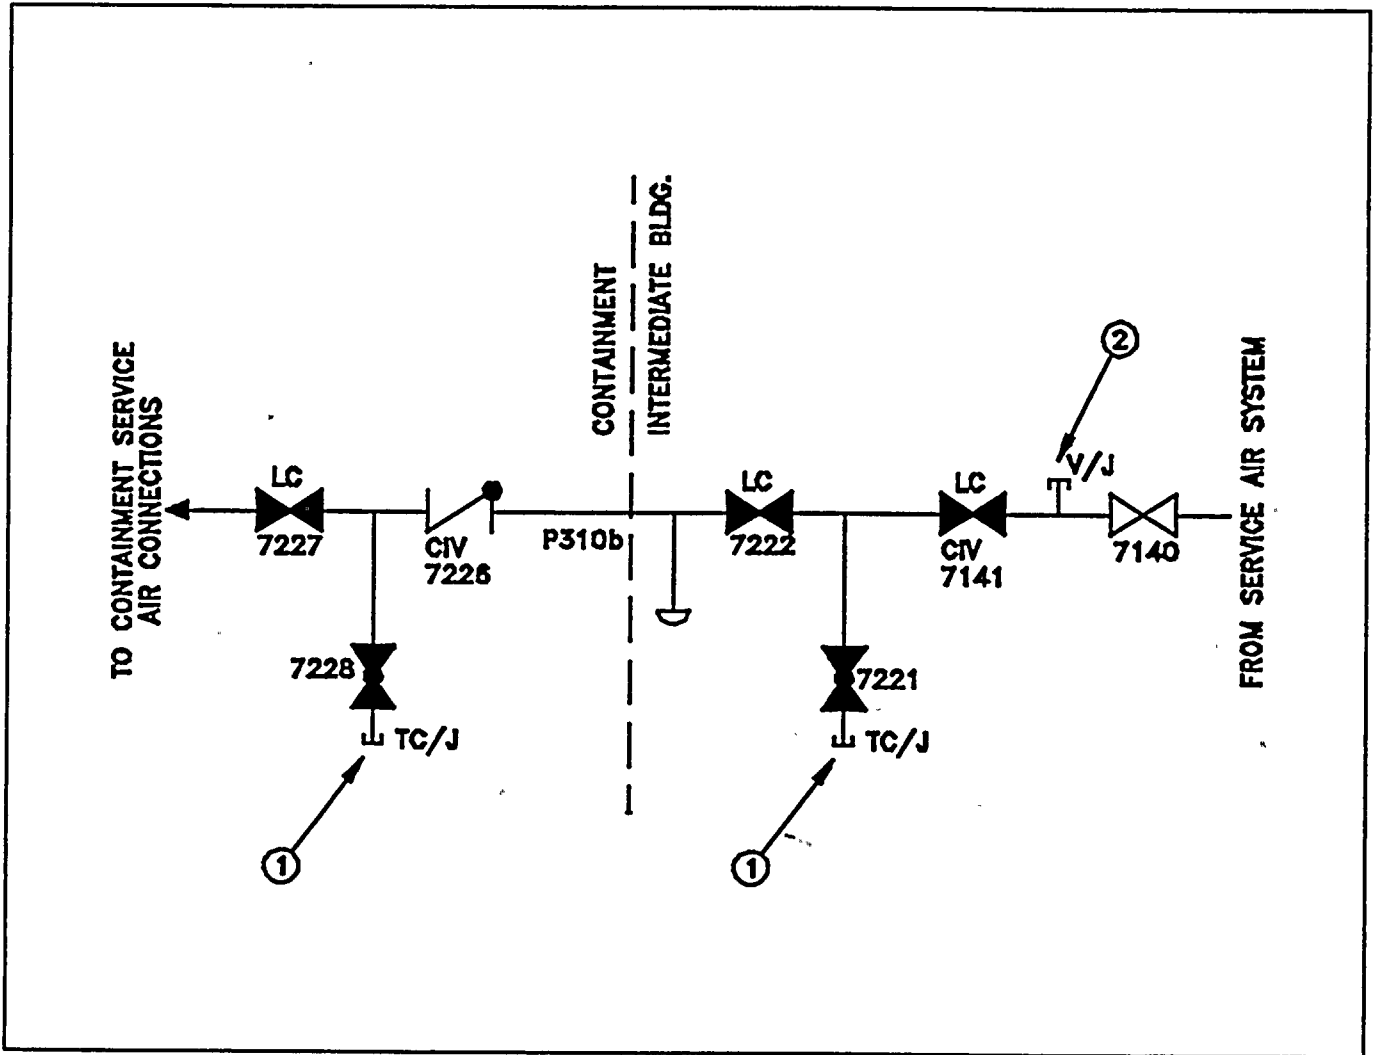 TO CONTAINMENT SERVICE
AIR CONNECTIONS
LC
7227
CIV
7226
7228
TC/J
1
CONTAINMENT
INTERMEDIATE BLDG.
P310b
LC
7222
7221
TC/J
1
LC
CIV
7141
2
V/J
7140
FROM SERVICE AIR SYSTEM